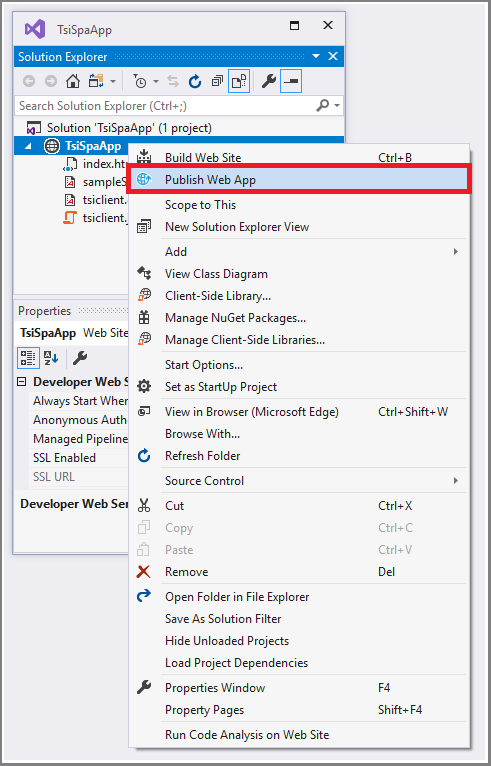 TsiSpaApp
Solution Explorer
Search Solution Explorer (Ctrl+;)
Solution 'TsiSpaApp' (1 project)
TsiSpaApp
index.ht
sampleS
tsiclient.
tsiclient.
Properties
TsiSpaApp Web Site
Developer Web S
Always Start When
Anonymous Authe
Managed Pipeline
SSL Enabled
SSL URL
Developer Web Ser
Build Web Site Ctrl+B
Publish Web App
Scope to This
New Solution Explorer View
Add
View Class Diagram
Client-Side Library...
Manage NuGet Packages...
Manage Client-Side Libraries...
Start Options...
Set as StartUp Project
View in Browser (Microsoft Edge) Ctrl+Shift+W
Browse With...
Refresh Folder
Source Control
Cut Ctrl+X
Copy Ctrl+C
Paste Ctrl+V
Remove Del
Open Folder in File Explorer
Save As Solution Filter
Hide Unloaded Projects
Load Project Dependencies
Properties Window F4
Property Pages Shift+F4
Run Code Analysis on Web Site